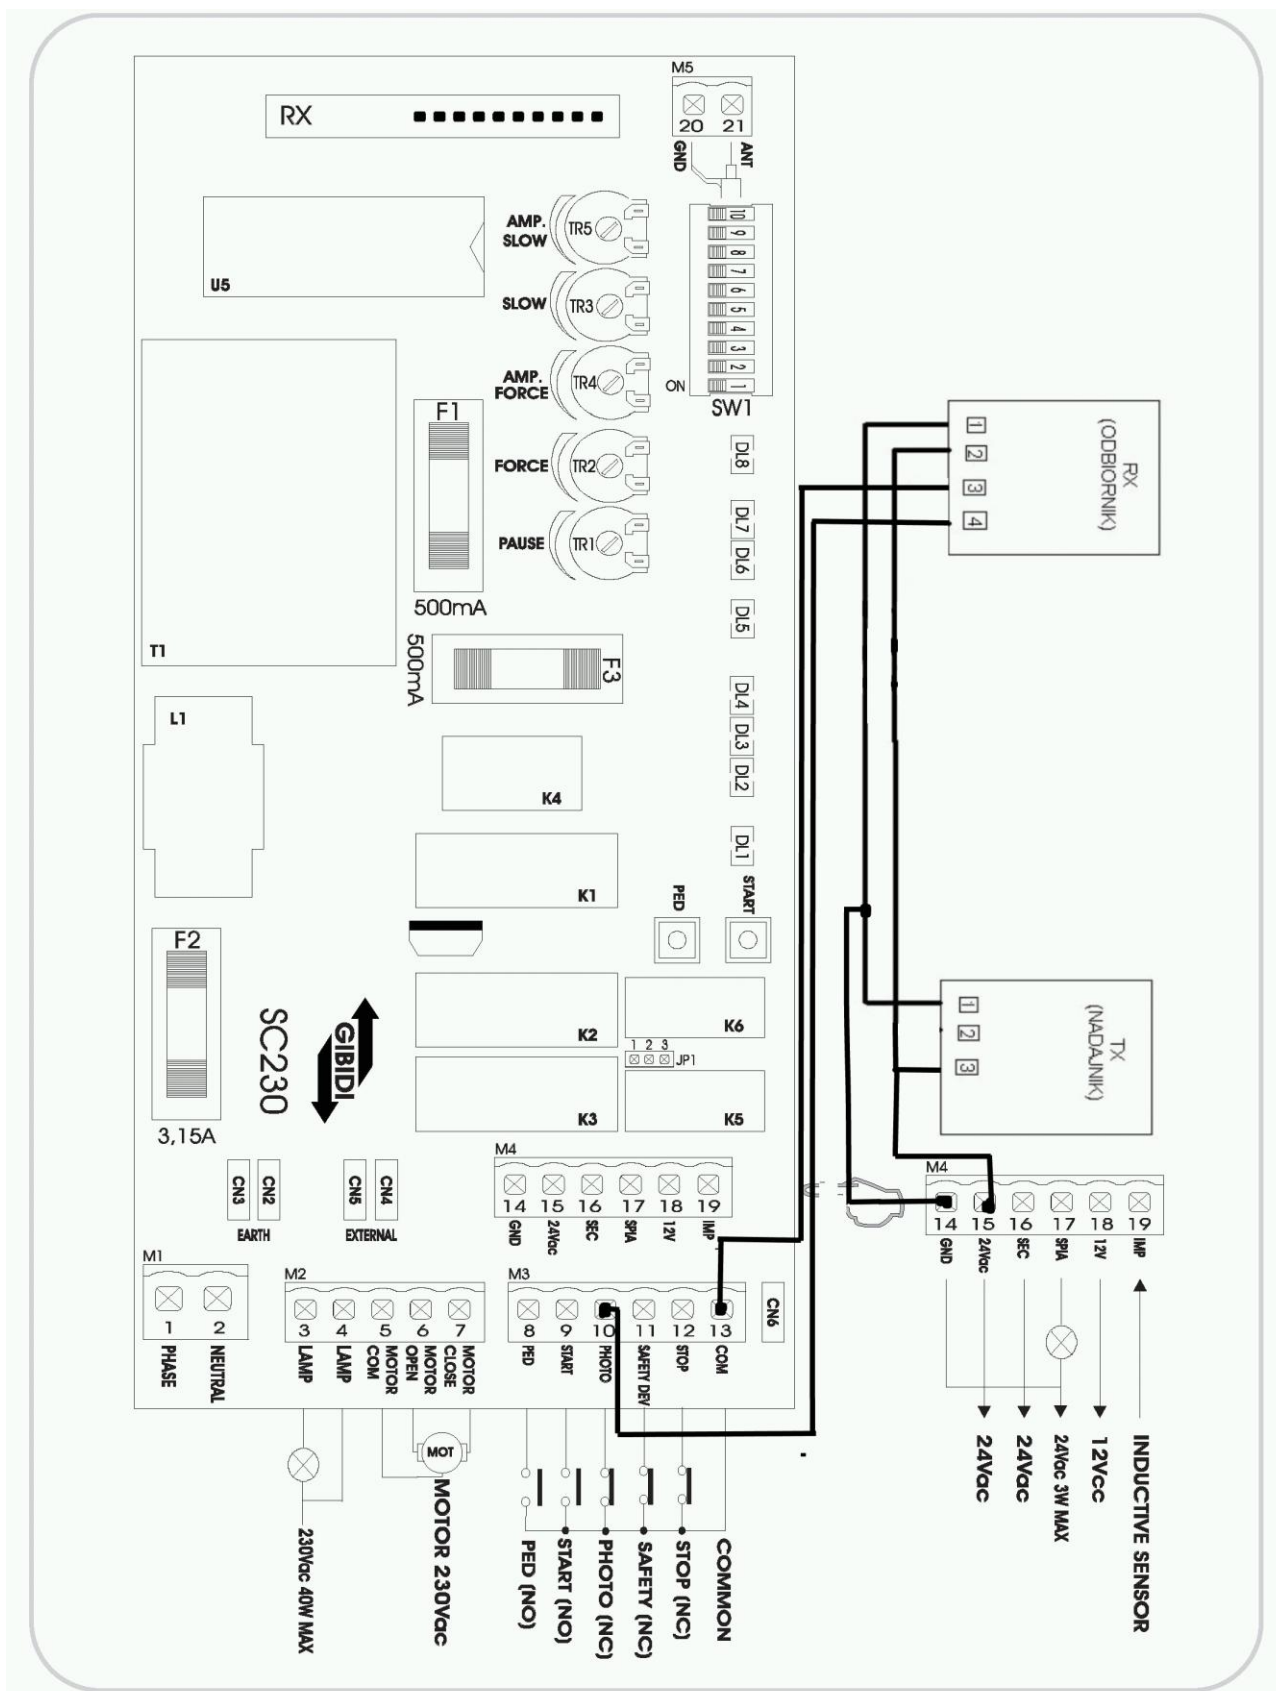 M5
20 21
GND
ANT
RX
AMP.
SLOW
TR5
10
9
8
7
6
5
4
3
2
1
ON
SW1
U5
SLOW
TR3
AMP.
FORCE
TR4
F1
500mA
FORCE
TR2
PAUSE
TR1
DL8
DL7
DL6
DL5
DL4
DL3
DL2
DL1
T1
500mA
F3
L1
K4
K1
PED
START
F2
3,15A
SC230
GIBIDI
K2
K6
1 2 3
JP1
K3
K5
CN3
CN2
EARTH
CN5
CN4
EXTERNAL
M4
14 15 16 17 18 19
GND
24Vac
SEC
SPIA
12V
IMP
M1
1 2
PHASE
NEUTRAL
M2
3 4 5 6 7
LAMP
LAMP
MOTOR
COM
MOTOR
OPEN
MOTOR
CLOSE
M3
8 9 10 11 12 13
PED
START
PHOTO
SAFETY DEV
STOP
COM
CN6
MOT
230Vac 40W MAX
MOTOR 230Vac
PED (NO)
START (NO)
PHOTO (NC)
SAFETY (NC)
STOP (NC)
COMMON
1
2
3
4
RX
(ODBIORNIK)
1
2
3
TX
(NADAJNIK)
M4
14 15 16 17 18 19
GND
24Vac
SEC
SPIA
12V
IMP
24Vac
24Vac
24Vac 3W MAX
12Vcc
INDUCTIVE SENSOR